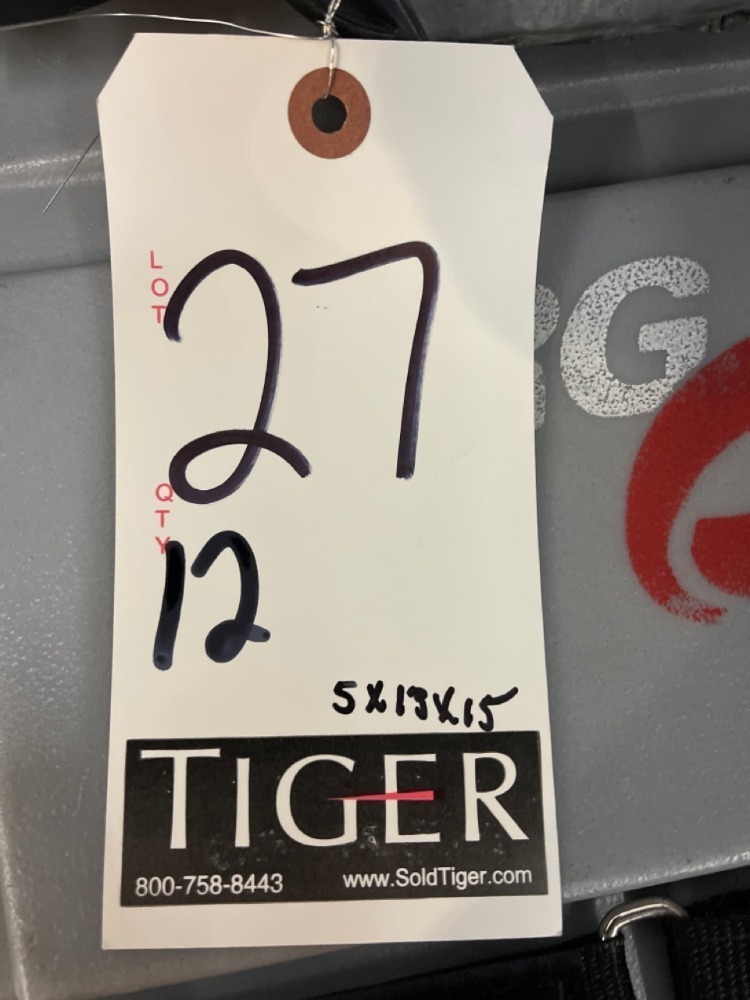 LOT
27
QTY
12
5X13X15
TIGER
800-758-8443
www.SoldTiger.com
G